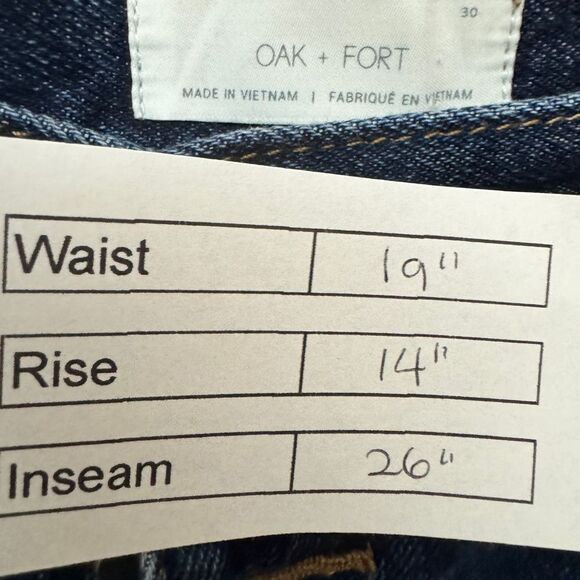 30
OAK + FORT
MADE IN VIETNAM | FABRIQUÉ EN VIETNAM
Waist 19"
Rise 14"
Inseam 26"